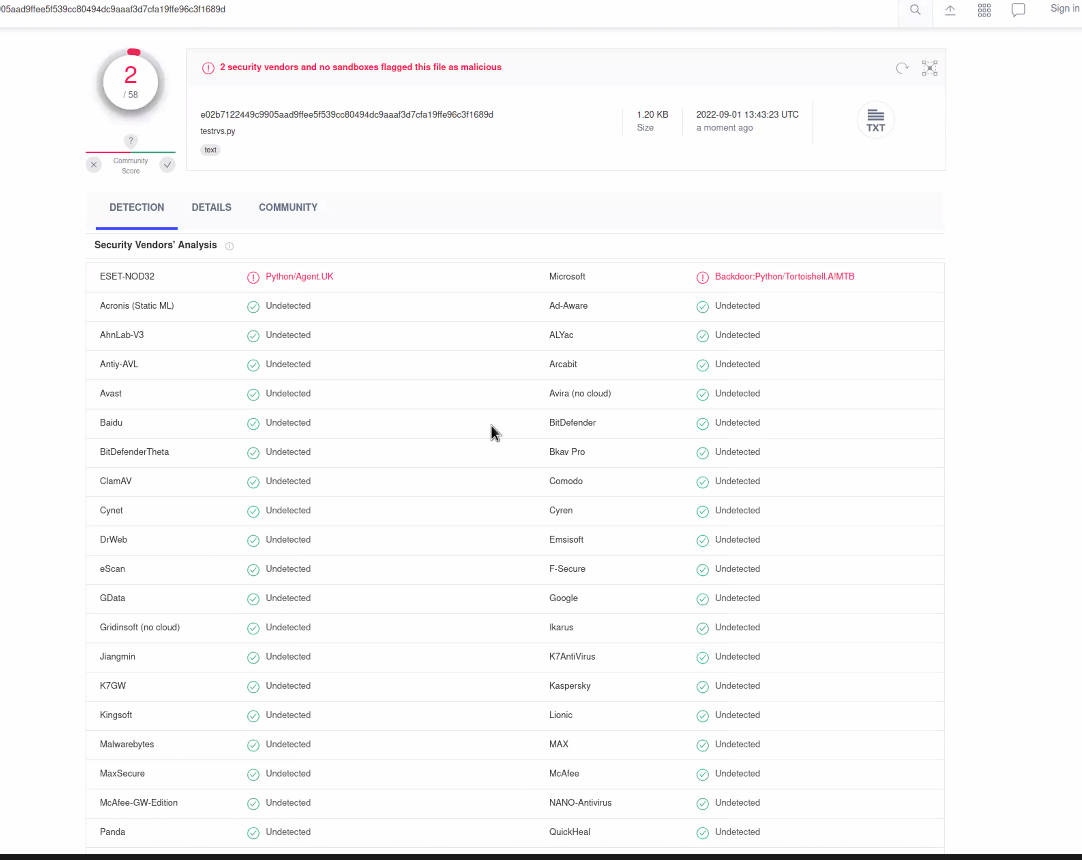 905aad9ffee5f539cc80494dc9aaaf3d7cfa19ffe96c3f1689d
Sign in
2
/ 58
?
Community
Score
2 security vendors and no sandboxes flagged this file as malicious
e02b7122449c9905aad9ffee5f539cc80494dc9aaaf3d7cfa19ffe96c3f1689d
testrvs.py
text
1.20 KB
Size
2022-09-01 13:43:23 UTC
a moment ago
TXT
DETECTION DETAILS COMMUNITY
Security Vendors' Analysis
ESET-NOD32 Python/Agent.UK Microsoft Backdoor:Python/Tortoishell.A!MTB
Acronis (Static ML) Undetected Ad-Aware Undetected
AhnLab-V3 Undetected ALYac Undetected
Antiy-AVL Undetected Arcabit Undetected
Avast Undetected Avira (no cloud) Undetected
Baidu Undetected BitDefender Undetected
BitDefenderTheta Undetected Bkav Pro Undetected
ClamAV Undetected Comodo Undetected
Cynet Undetected Cyren Undetected
DrWeb Undetected Emsisoft Undetected
eScan Undetected F-Secure Undetected
GData Undetected Google Undetected
Gridinsoft (no cloud) Undetected Ikarus Undetected
Jiangmin Undetected K7AntiVirus Undetected
K7GW Undetected Kaspersky Undetected
Kingsoft Undetected Lionic Undetected
Malwarebytes Undetected MAX Undetected
MaxSecure Undetected McAfee Undetected
McAfee-GW-Edition Undetected NANO-Antivirus Undetected
Panda Undetected QuickHeal Undetected